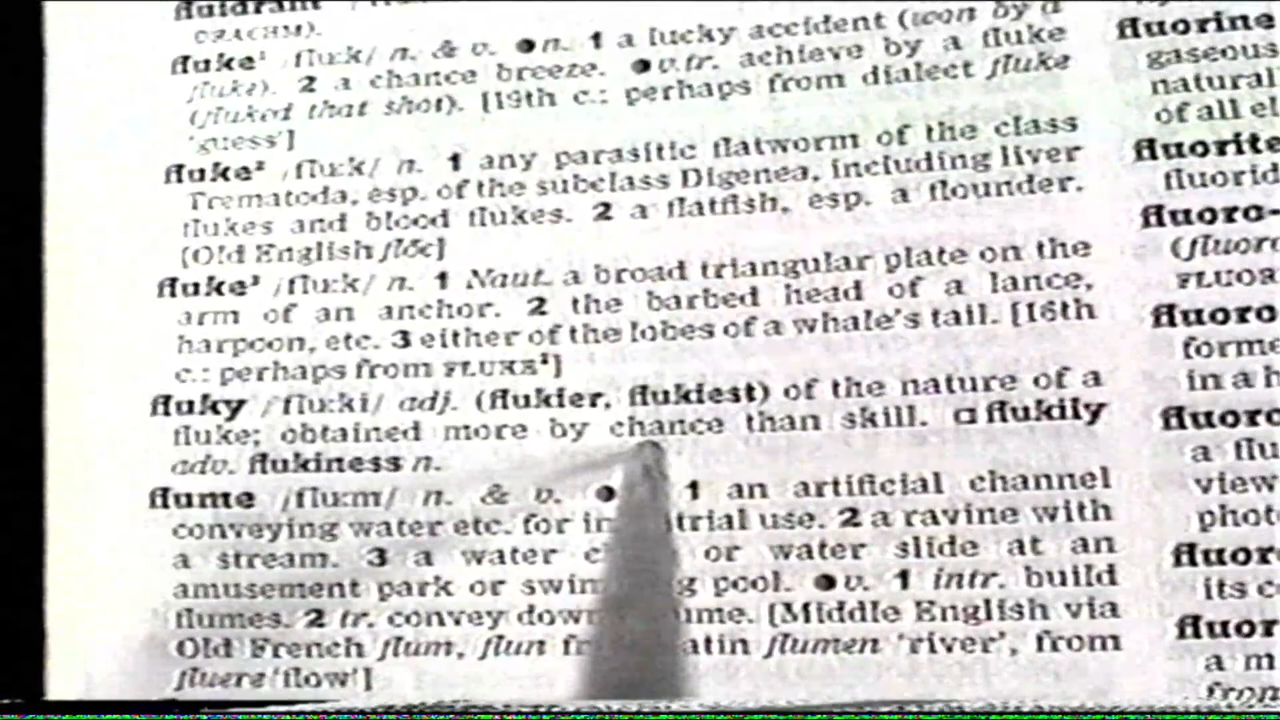 fluidram
DRACHM).
fluke¹ /flu:k/ n. & v. ●n. 1 a lucky accident (won by a
fluke). 2 a chance breeze. ●v.tr. achieve by a fluke
(fluked that shot). [19th c.: perhaps from dialect fluke
'guess']
fluke² /flu:k/ n. 1 any parasitic flatworm of the class
Trematoda, esp. of the subclass Digenea, including liver
flukes and blood flukes. 2 a flatfish, esp. a flounder.
[Old English flōc]
fluke³ /flu:k/ n. 1 Naut. a broad triangular plate on the
arm of an anchor. 2 the barbed head of a lance,
harpoon, etc. 3 either of the lobes of a whale's tail. [16th
c.: perhaps from FLUKE²]
fluky /flu:ki/ adj. (flukier, flukiest) of the nature of a
fluke; obtained more by chance than skill. □ flukily
adv. flukiness n.
flume /flu:m/ n. & v. ● 1 an artificial channel
conveying water etc. for in trial use. 2 a ravine with
a stream. 3 a water c or water slide at an
amusement park or swim g pool. ●v. 1 intr. build
flumes. 2 tr. convey down ume. [Middle English via
Old French flum, flun fr atin flumen 'river', from
fluere 'flow']
fluorine
gaseous
natural
of all el
fluorite
fluorid
fluoro-
(fluoro
FLUOR
fluoro
forme
in a h
fluoro
a flu
view
phot
fluor
its c
fluor
a m
from